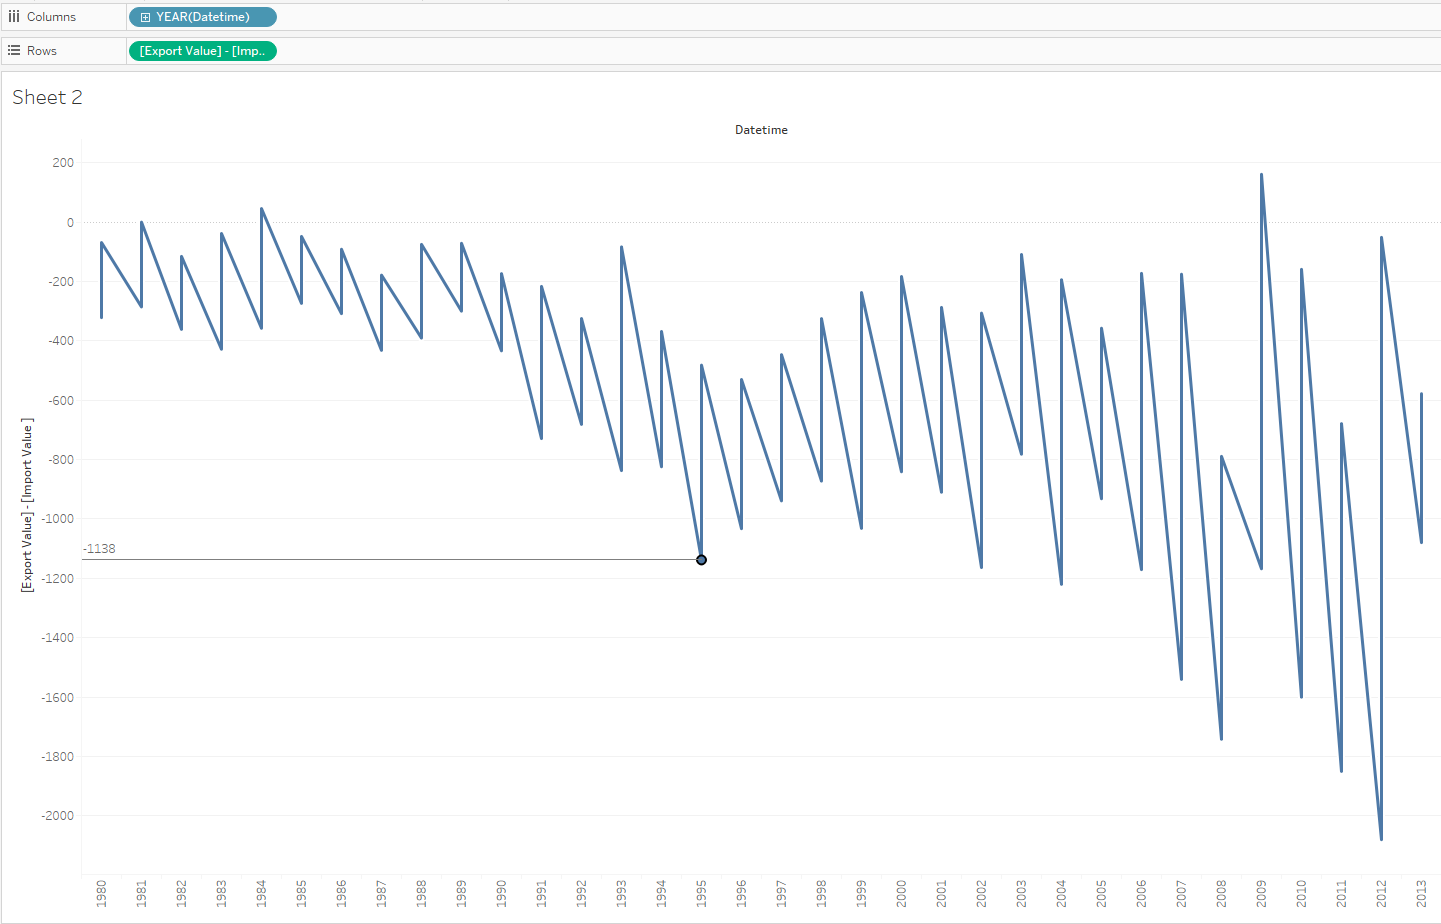 Columns
YEAR(Datetime)
Rows
[Export Value] - [Imp..
Sheet 2
Datetime
200
0
-200
-400
-600
-800
-1000
-1138
-1200
-1400
-1600
-1800
-2000
[Export Value] - [Import Value ]
1980 1981 1982 1983 1984 1985 1986 1987 1988 1989 1990 1991 1992 1993 1994 1995 1996 1997 1998 1999 2000 2001 2002 2003 2004 2005 2006 2007 2008 2009 2010 2011 2012 2013